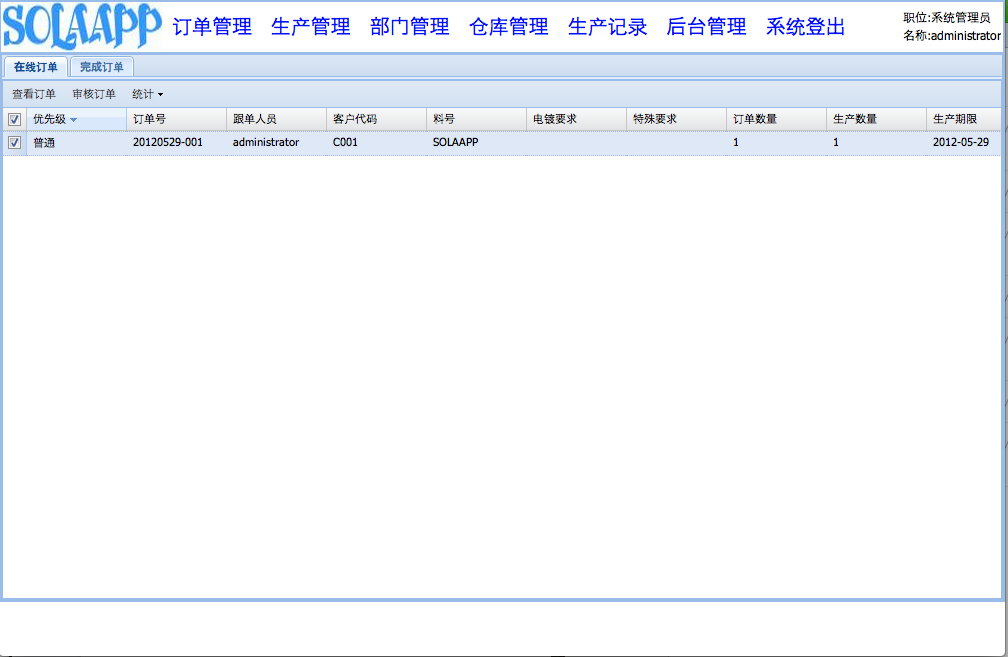 SOLAAPP 订单管理 生产管理 部门管理 仓库管理 生产记录 后台管理 系统登出
职位:系统管理员
名称:administrator
在线订单 完成订单
查看订单 审核订单 统计
优先级 订单号 跟单人员 客户代码 料号 电镀要求 特殊要求 订单数量 生产数量 生产期限
普通 20120529-001 administrator C001 SOLAAPP 1 1 2012-05-29